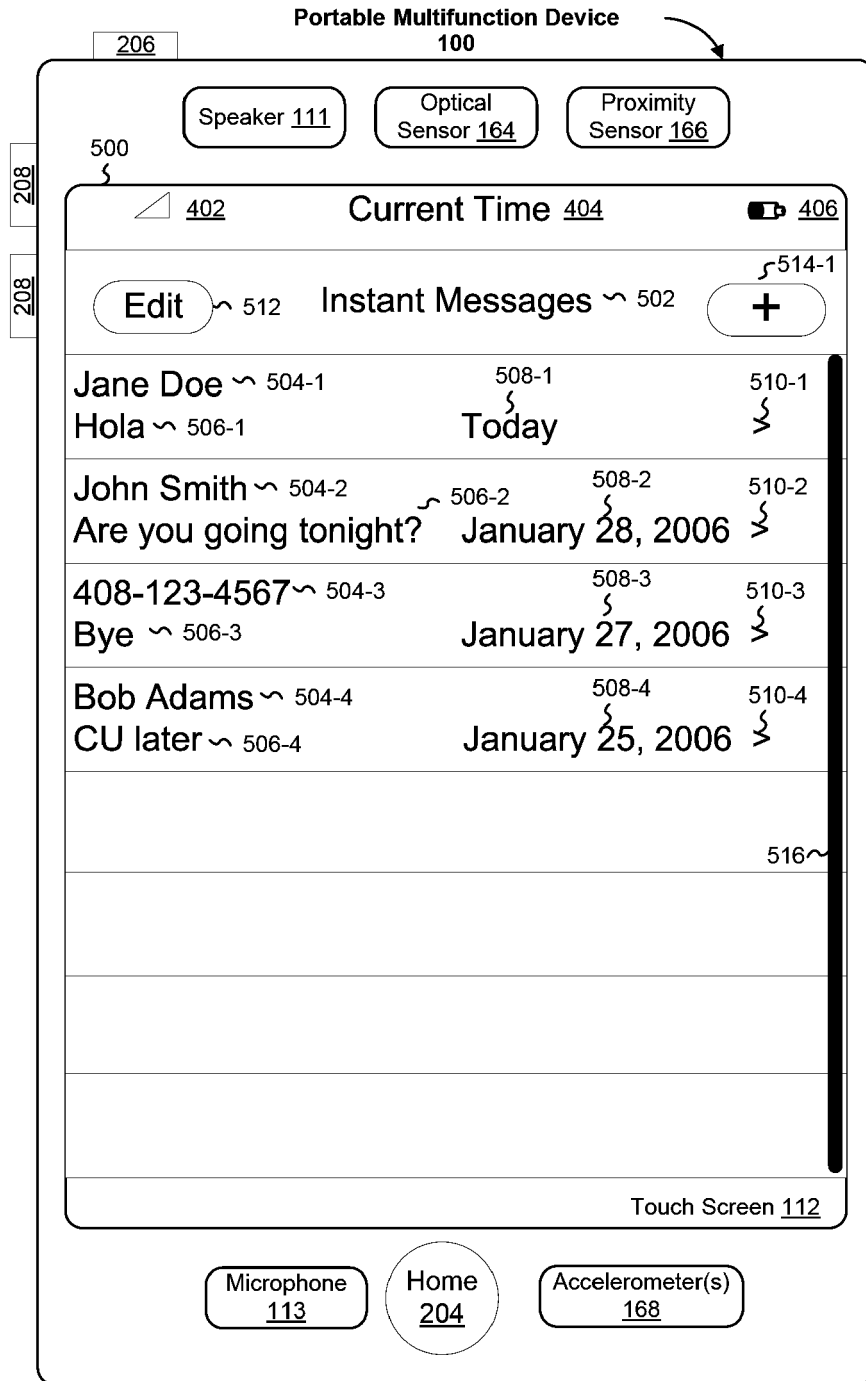 Portable Multifunction Device
100
206
Speaker 111
Optical
Sensor 164
Proximity
Sensor 166
208
208
500
402
Current Time 404
406
514-1
Edit
512
Instant Messages
502
+
Jane Doe 504-1
508-1
510-1
Hola 506-1
Today
>
John Smith 504-2
506-2
508-2
510-2
Are you going tonight?
January 28, 2006
>
408-123-4567 504-3
508-3
510-3
Bye 506-3
January 27, 2006
>
Bob Adams 504-4
508-4
510-4
CU later 506-4
January 25, 2006
>
516
Touch Screen 112
Microphone
113
Home
204
Accelerometer(s)
168